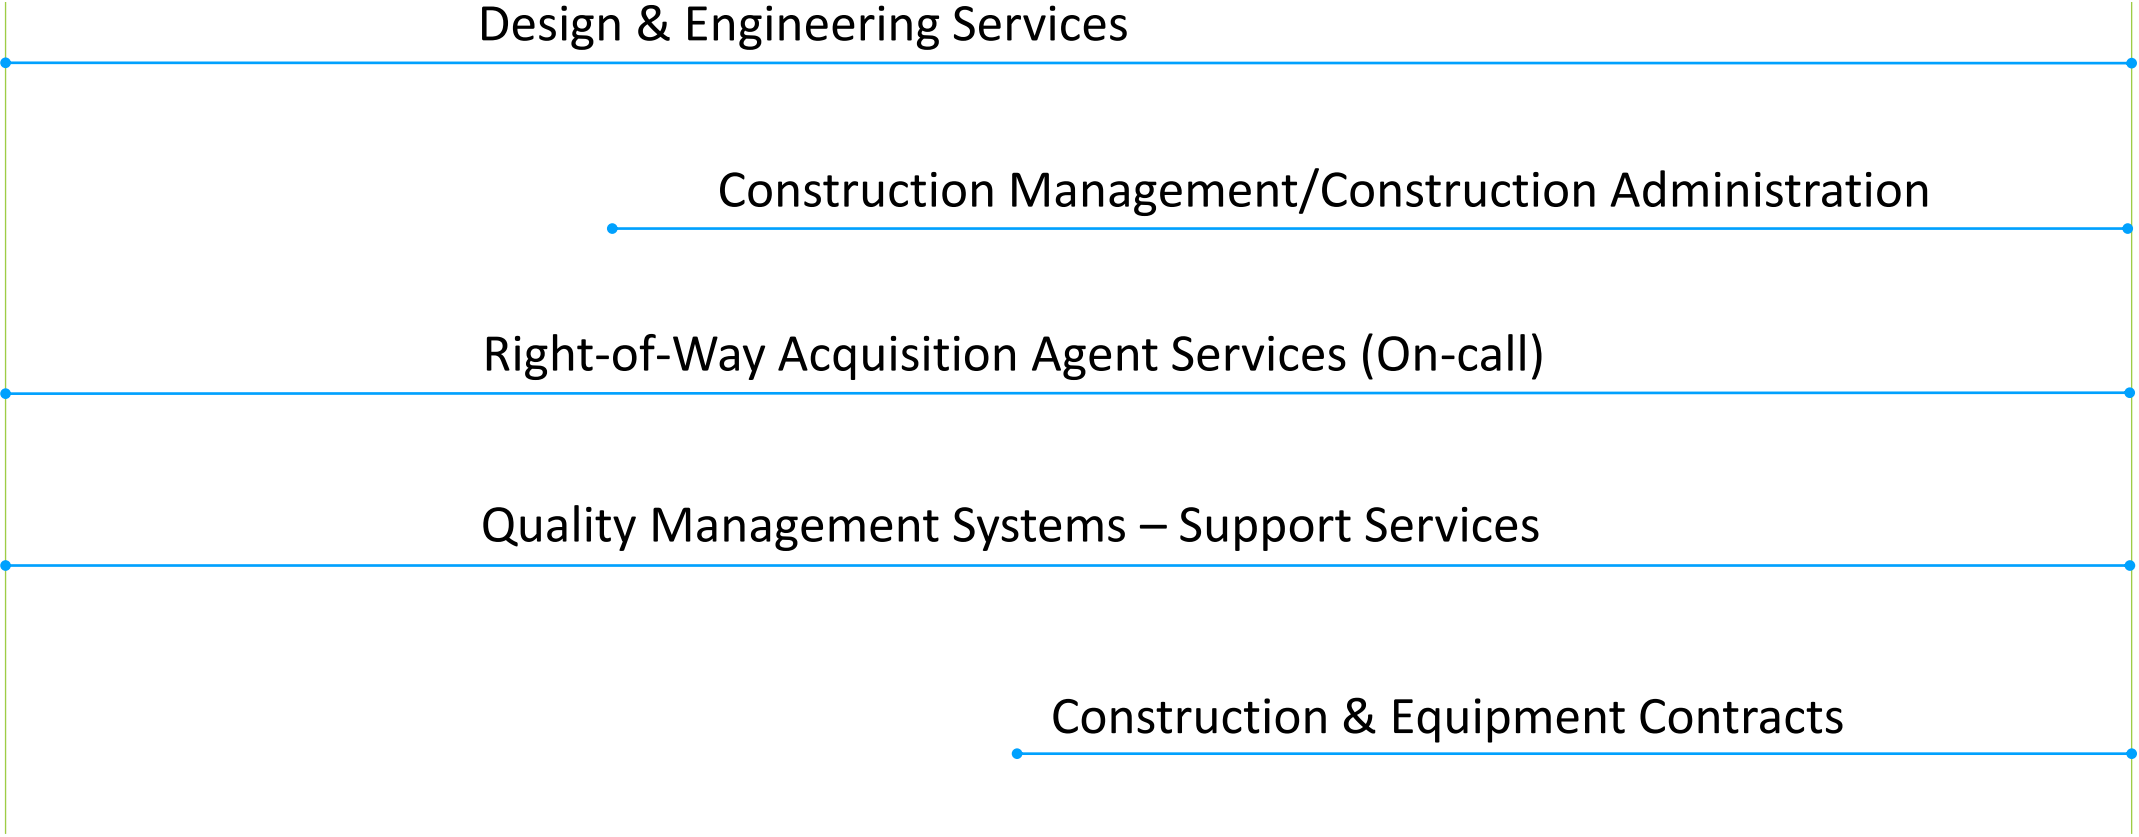 Design & Engineering Services
Construction Management/Construction Administration
Right-of-Way Acquisition Agent Services (On-call)
Quality Management Systems – Support Services
Construction & Equipment Contracts